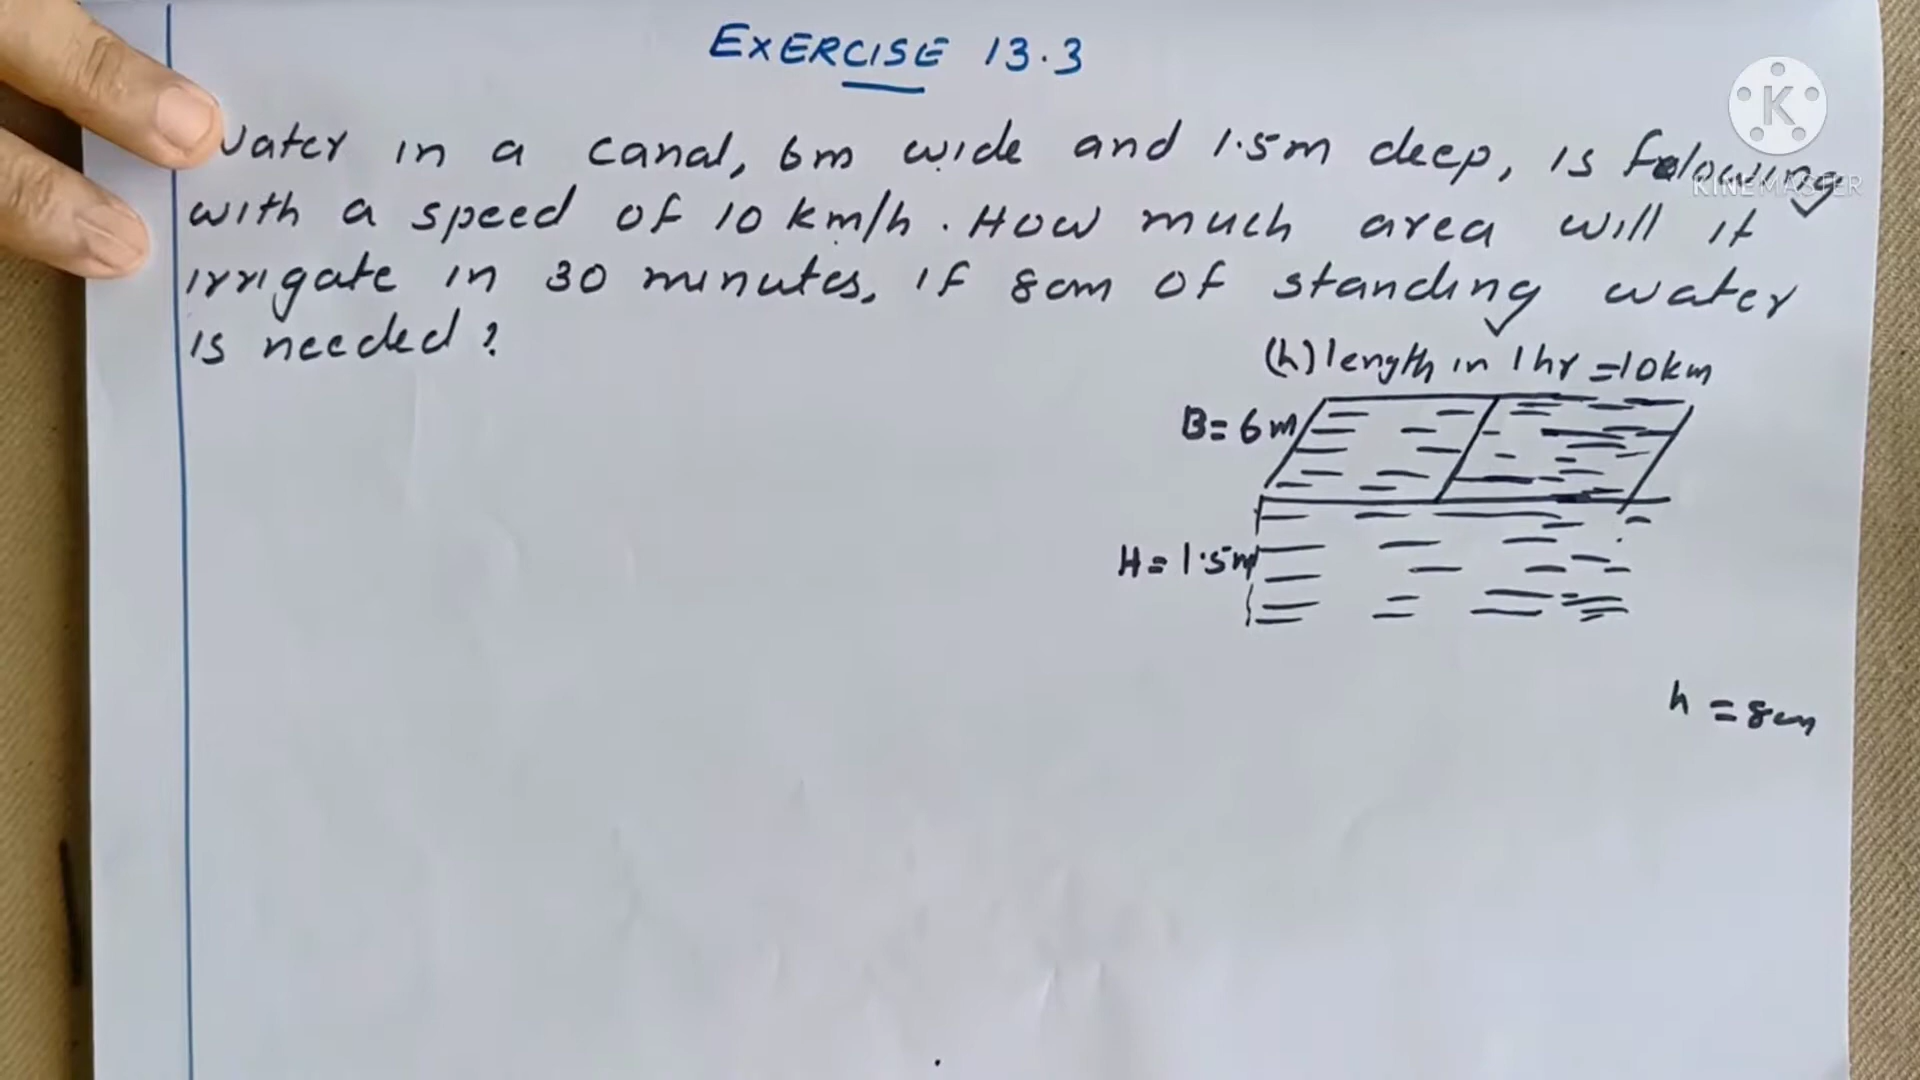 EXERCISE 13.3
Water in a canal, 6m wide and 1.5m deep, is folowing
with a speed of 10 km/h. How much area will it
irrigate in 30 minutes, if 8cm of standing water
is needed?
(h) length in 1hr = 10km
B = 6m
H = 1.5m
h = 8cm
K
KINEMASTER